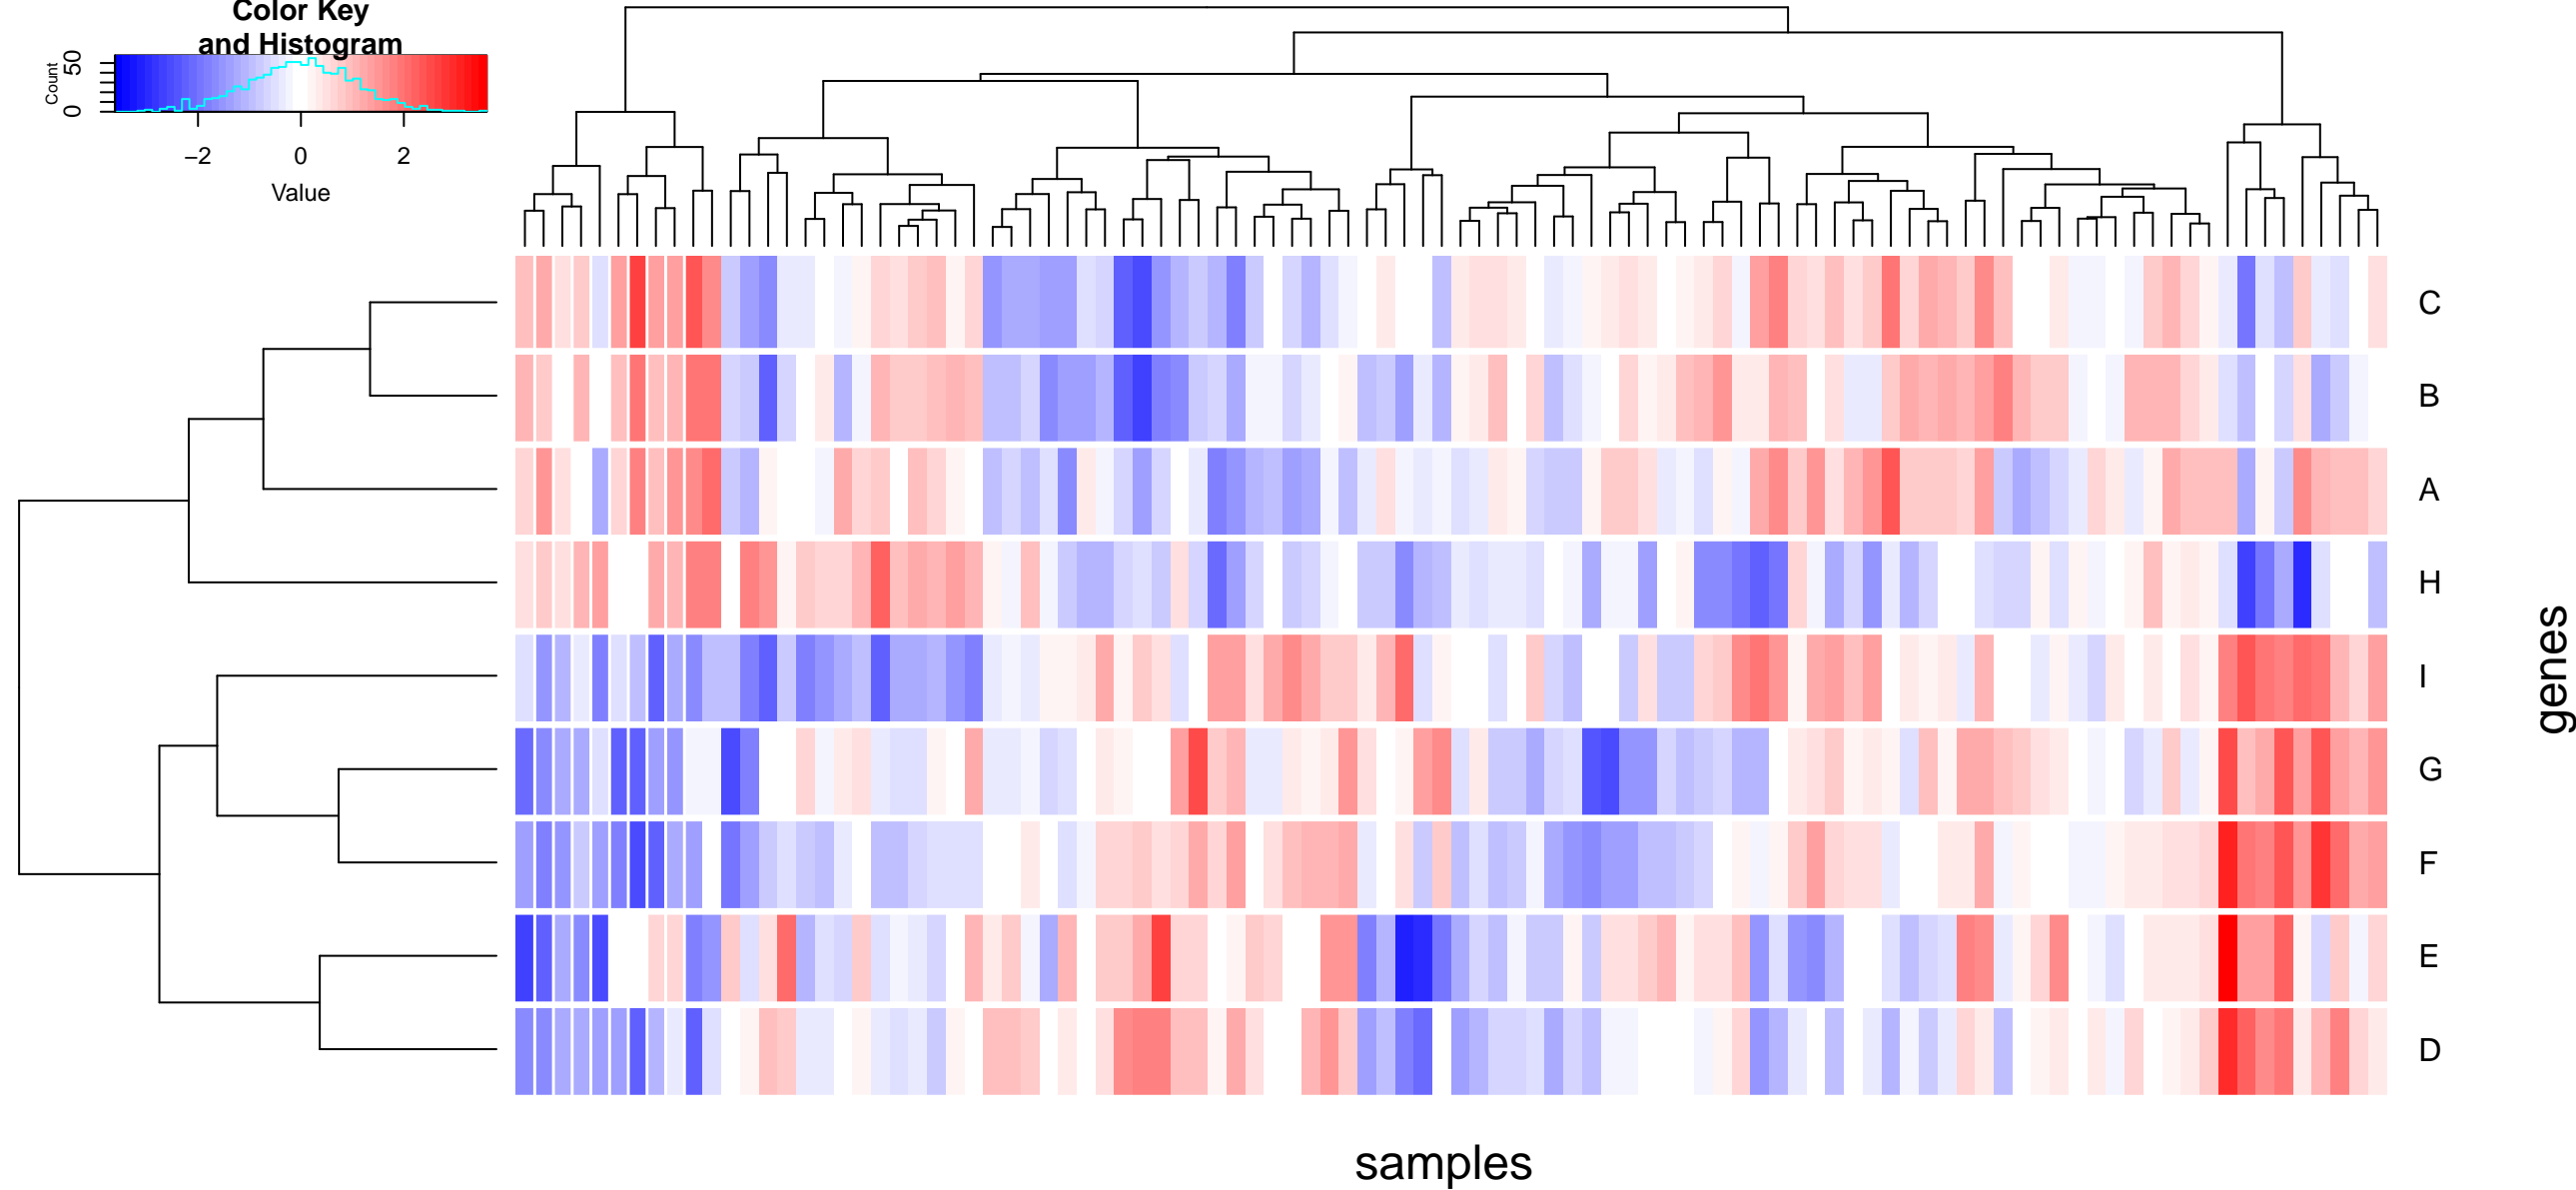 Color Key
and Histogram
Count
0 50
−2 0 2
Value
C
B
A
H
I
G
F
E
D
genes
samples